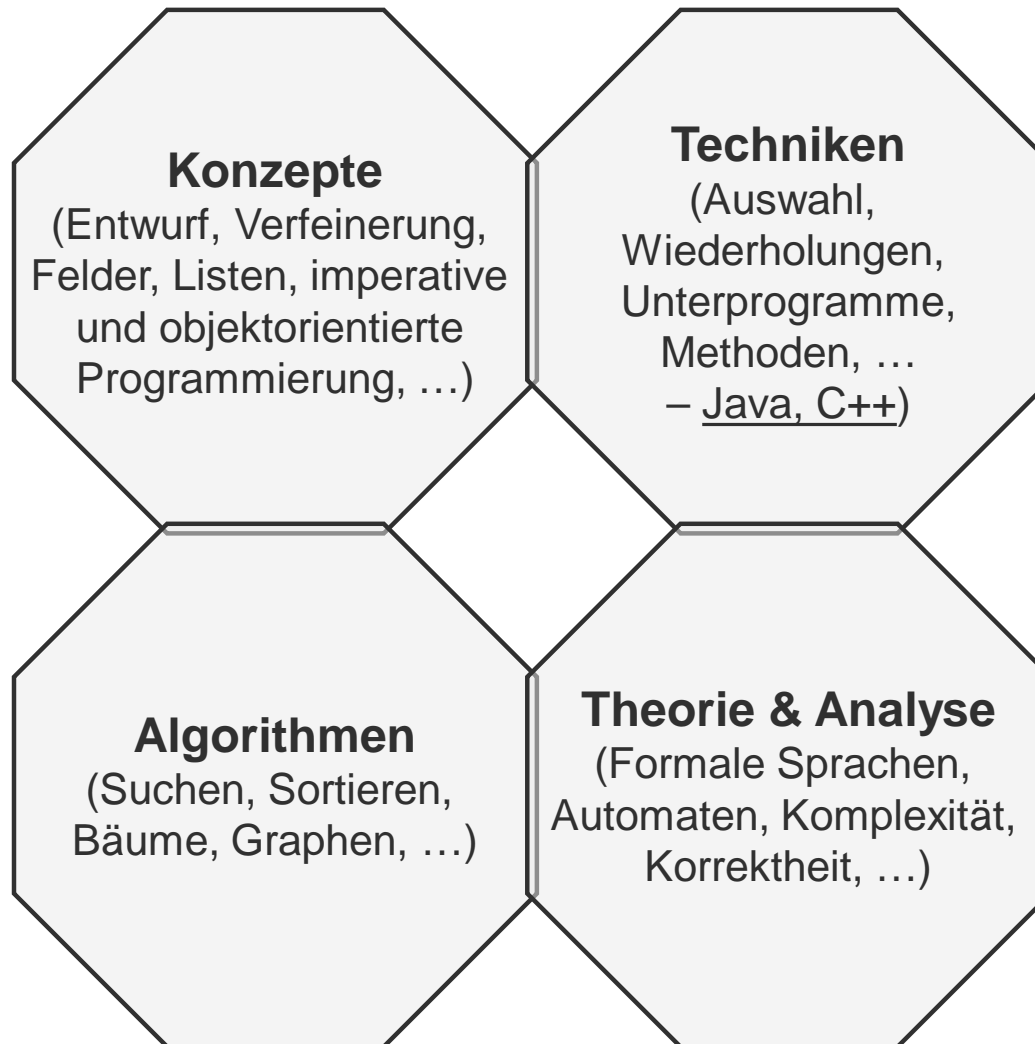 Konzepte
(Entwurf, Verfeinerung,
Felder, Listen, imperative
und objektorientierte
Programmierung, …)
Techniken
(Auswahl,
Wiederholungen,
Unterprogramme,
Methoden, …
– Java, C++)
Algorithmen
(Suchen, Sortieren,
Bäume, Graphen, …)
Theorie & Analyse
(Formale Sprachen,
Automaten, Komplexität,
Korrektheit, …)